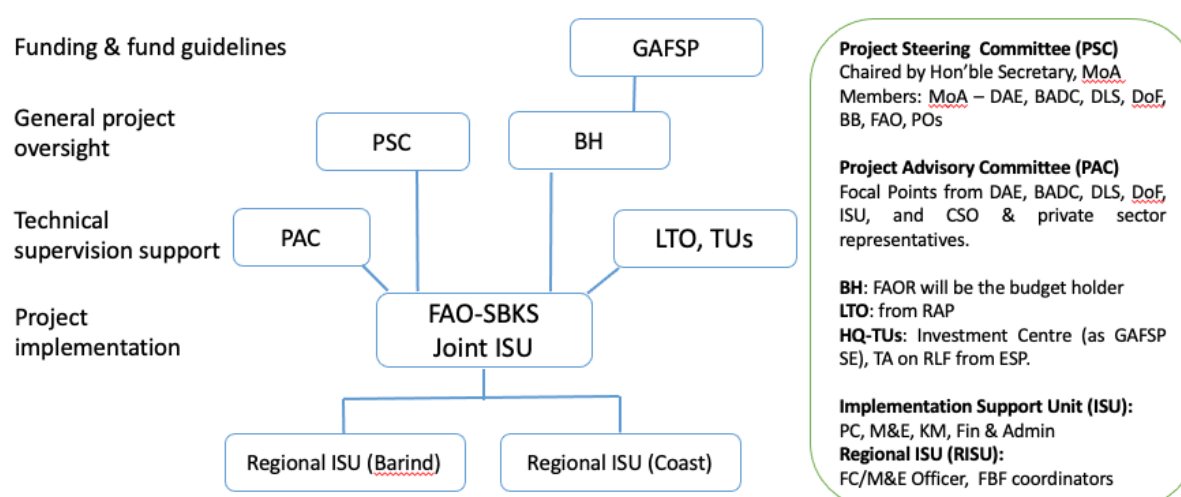 Funding & fund guidelines
GAFSP
General project
oversight
PSC
BH
Technical
supervision support
PAC
LTO, TUs
Project
implementation
FAO-SBKS
Joint ISU
Regional ISU (Barind)
Regional ISU (Coast)
Project Steering Committee (PSC)
Chaired by Hon'ble Secretary, MoA
Members: MoA – DAE, BADC, DLS, DoF,
BB, FAO, POs
Project Advisory Committee (PAC)
Focal Points from DAE, BADC, DLS, DoF,
ISU, and CSO & private sector
representatives.
BH: FAOR will be the budget holder
LTO: from RAP
HQ-TUs: Investment Centre (as GAFSP
SE), TA on RLF from ESP.
Implementation Support Unit (ISU):
PC, M&E, KM, Fin & Admin
Regional ISU (RISU):
FC/M&E Officer, FBF coordinators